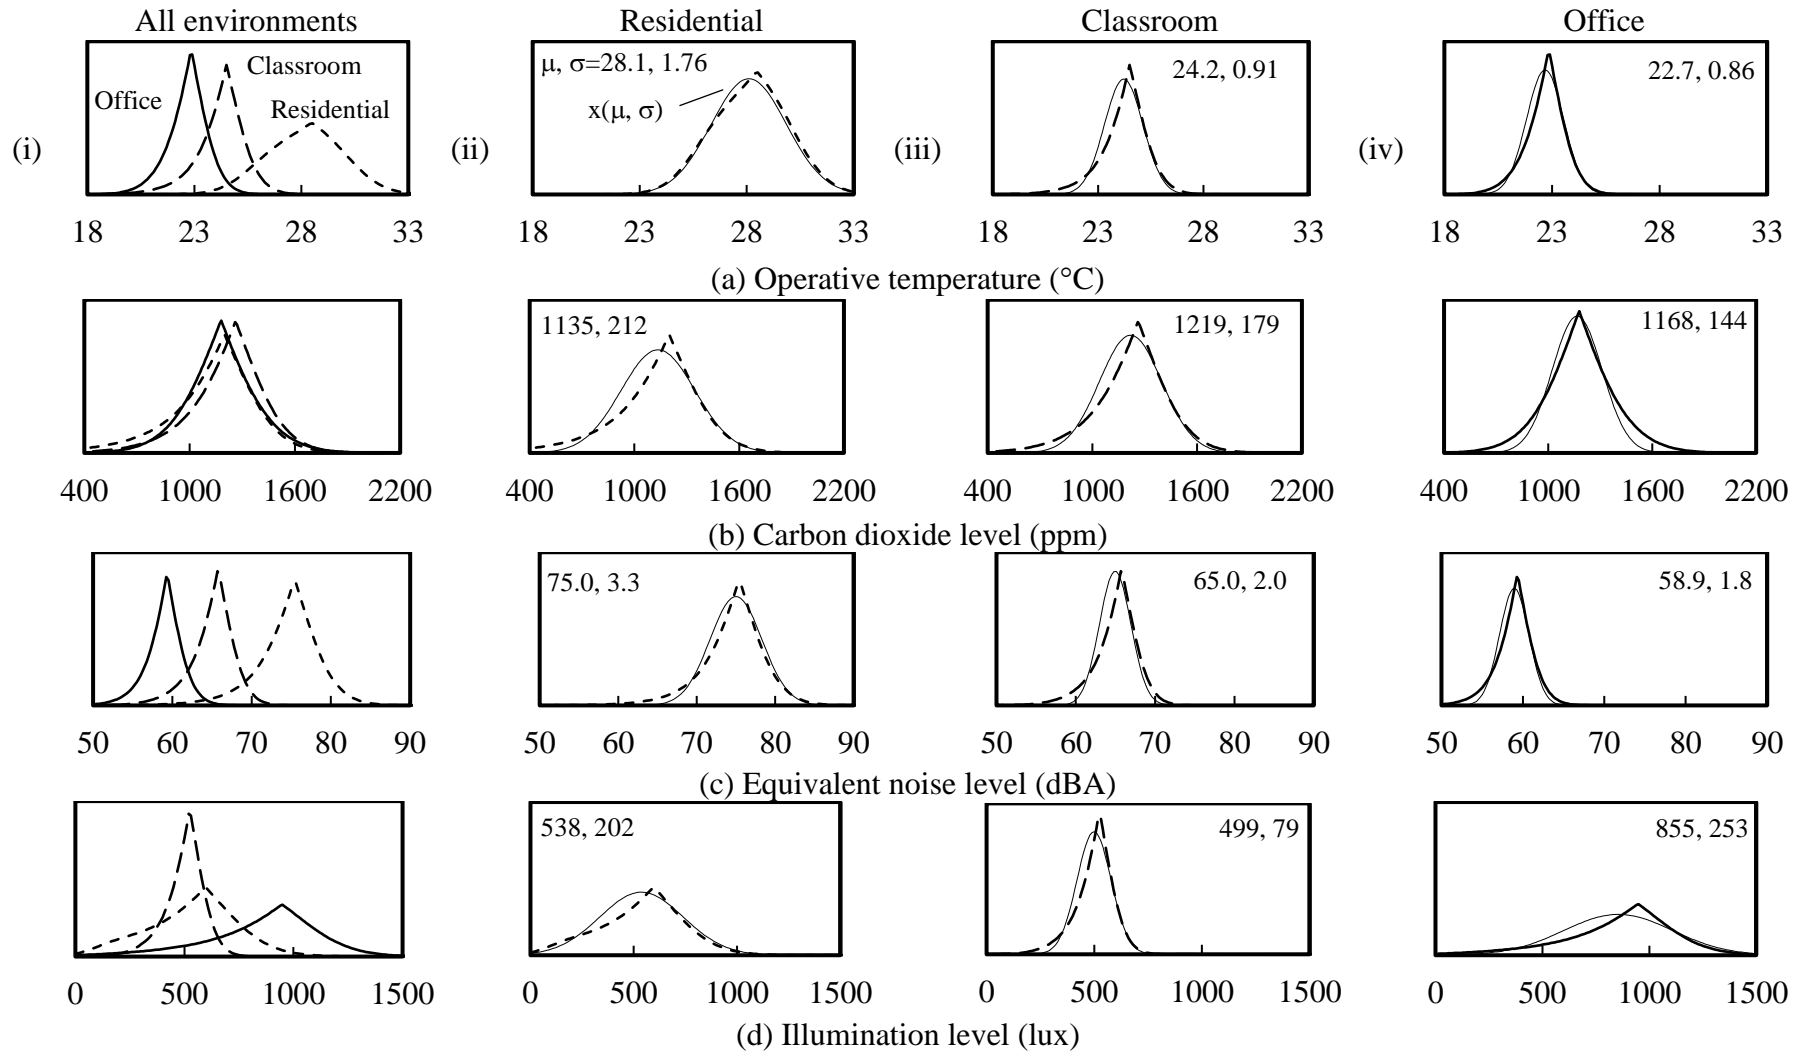 All environments Residential Classroom Office
Classroom μ, σ=28.1, 1.76 24.2, 0.91 22.7, 0.86
Office Residential x(μ, σ)
(i) (ii) (iii) (iv)
18 23 28 33 18 23 28 33 18 23 28 33 18 23 28 33
(a) Operative temperature (°C)
1135, 212 1219, 179 1168, 144
400 1000 1600 2200 400 1000 1600 2200 400 1000 1600 2200 400 1000 1600 2200
(b) Carbon dioxide level (ppm)
75.0, 3.3 65.0, 2.0 58.9, 1.8
50 60 70 80 90 50 60 70 80 90 50 60 70 80 90 50 60 70 80 90
(c) Equivalent noise level (dBA)
538, 202 499, 79 855, 253
0 500 1000 1500 0 500 1000 1500 0 500 1000 1500 0 500 1000 1500
(d) Illumination level (lux)